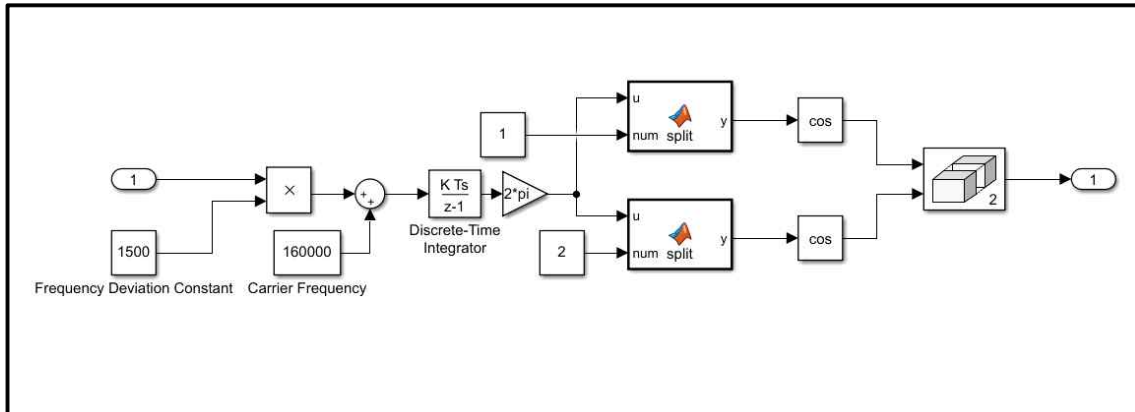 u
num split y
cos
1
1
×
+
+
K Ts
z-1
2*pi
Discrete-Time
Integrator
1500
Frequency Deviation Constant
160000
Carrier Frequency
2
u
num split y
cos
2
1